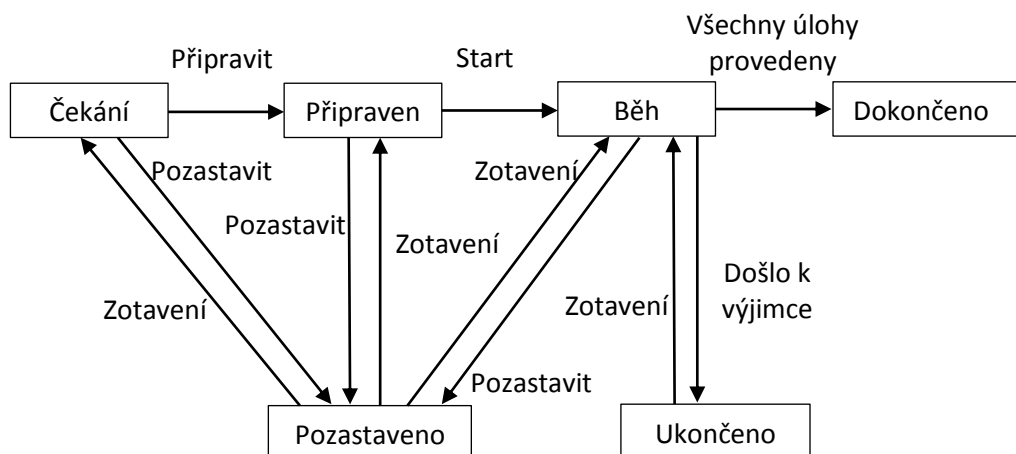 Všechny úlohy
provedeny
Připravit
Start
Čekání
Připraven
Běh
Dokončeno
Pozastavit
Zotavení
Pozastavit
Zotavení
Došlo k
výjimce
Zotavení
Zotavení
Pozastavit
Pozastaveno
Ukončeno